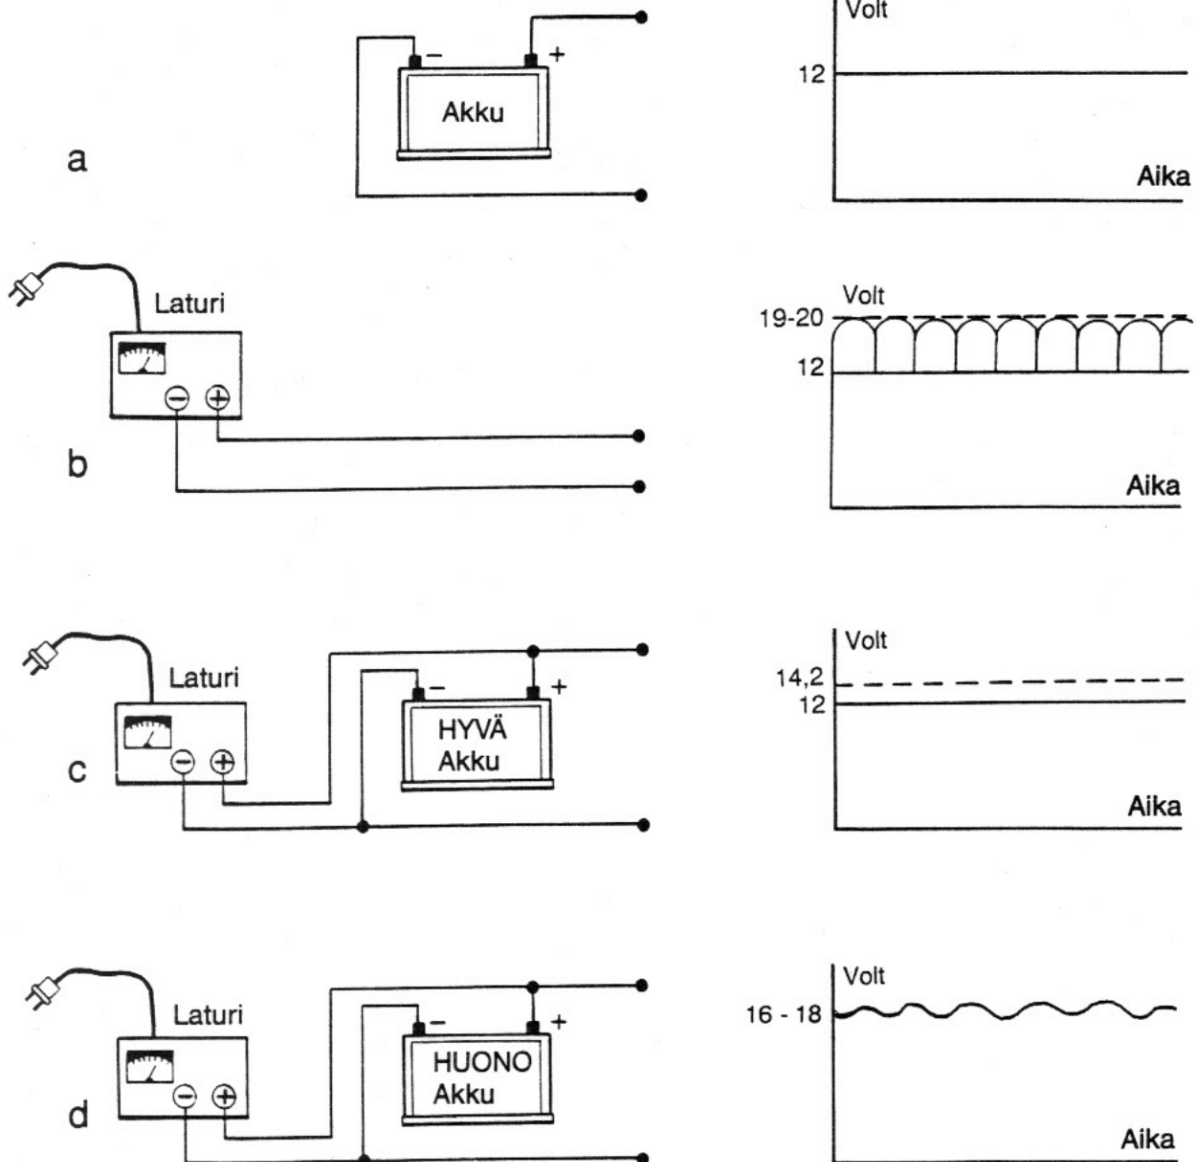 Volt
− +
12
Akku
a
Aika
Laturi
Volt
19-20
12
− +
b
Aika
Laturi
Volt
− +
14,2
12
HYVÄ
Akku
− +
c
Aika
Laturi
Volt
− +
16 - 18
HUONO
Akku
− +
d
Aika